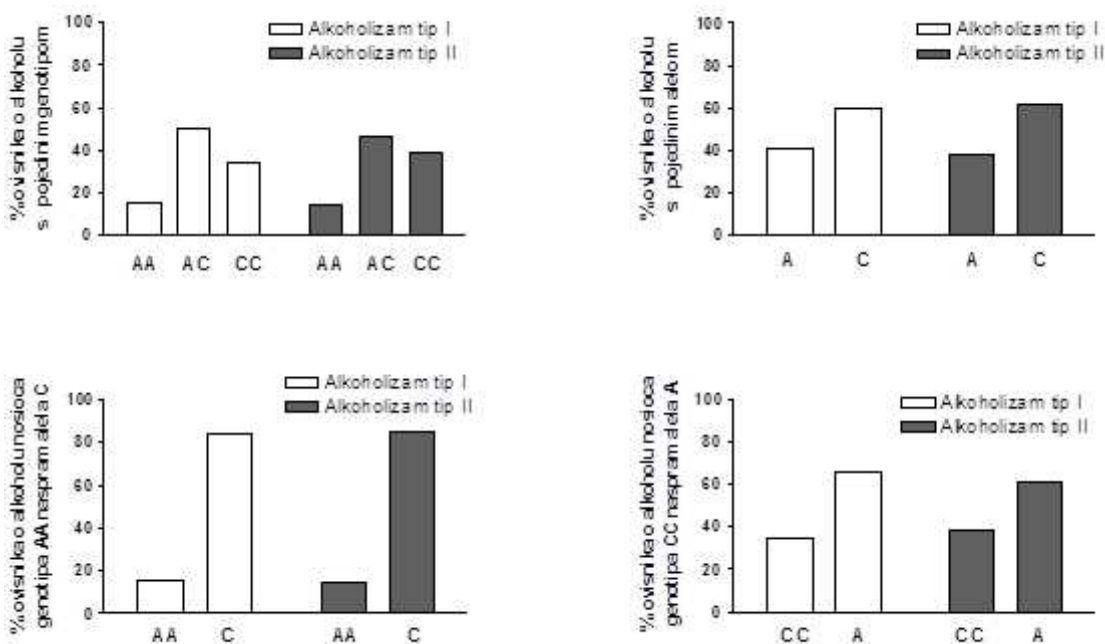 % ovisnika o alkoholu
s pojedinim genotipom
100
80
60
40
20
0
Alkoholizam tip I
Alkoholizam tip II
AA AC CC AA AC CC
% ovisnika o alkoholu
s pojedinim alelom
100
80
60
40
20
0
Alkoholizam tip I
Alkoholizam tip II
A C A C
% ovisnika o alkoholu nosioca
genotipa AA naspram alela C
100
80
60
40
20
0
Alkoholizam tip I
Alkoholizam tip II
AA C AA C
% ovisnika o alkoholu nosioca
genotipa CC naspram alela A
100
80
60
40
20
0
Alkoholizam tip I
Alkoholizam tip II
CC A CC A